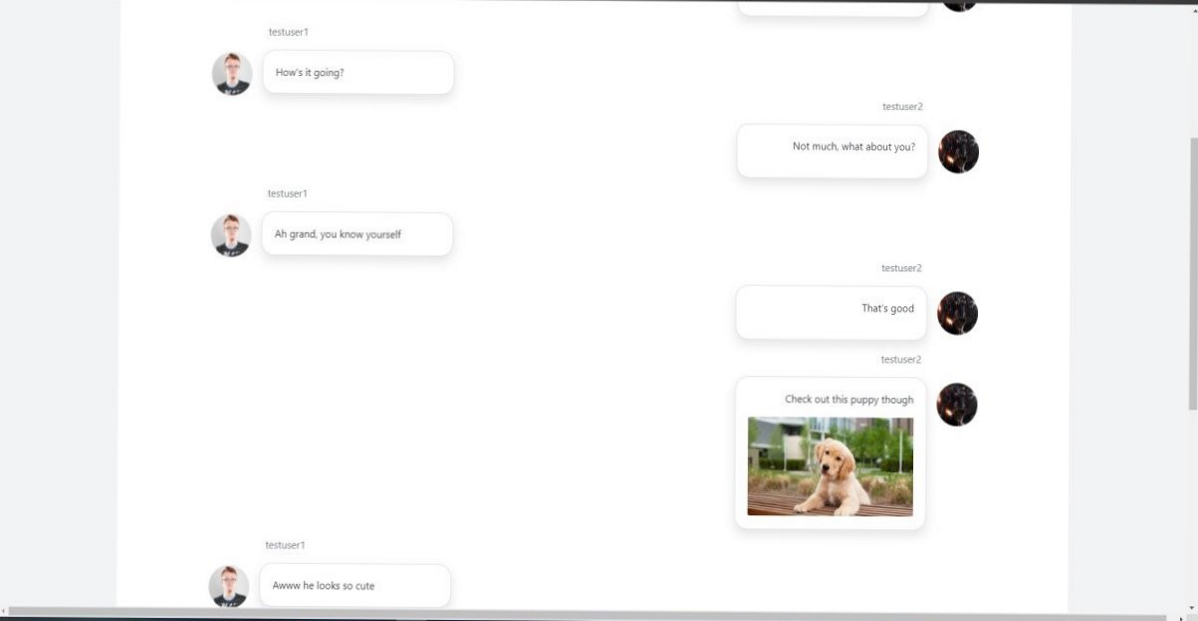 testuser1
How's it going?
testuser2
Not much, what about you?
testuser1
Ah grand, you know yourself
testuser2
That's good
testuser2
Check out this puppy though
testuser1
Awww he looks so cute